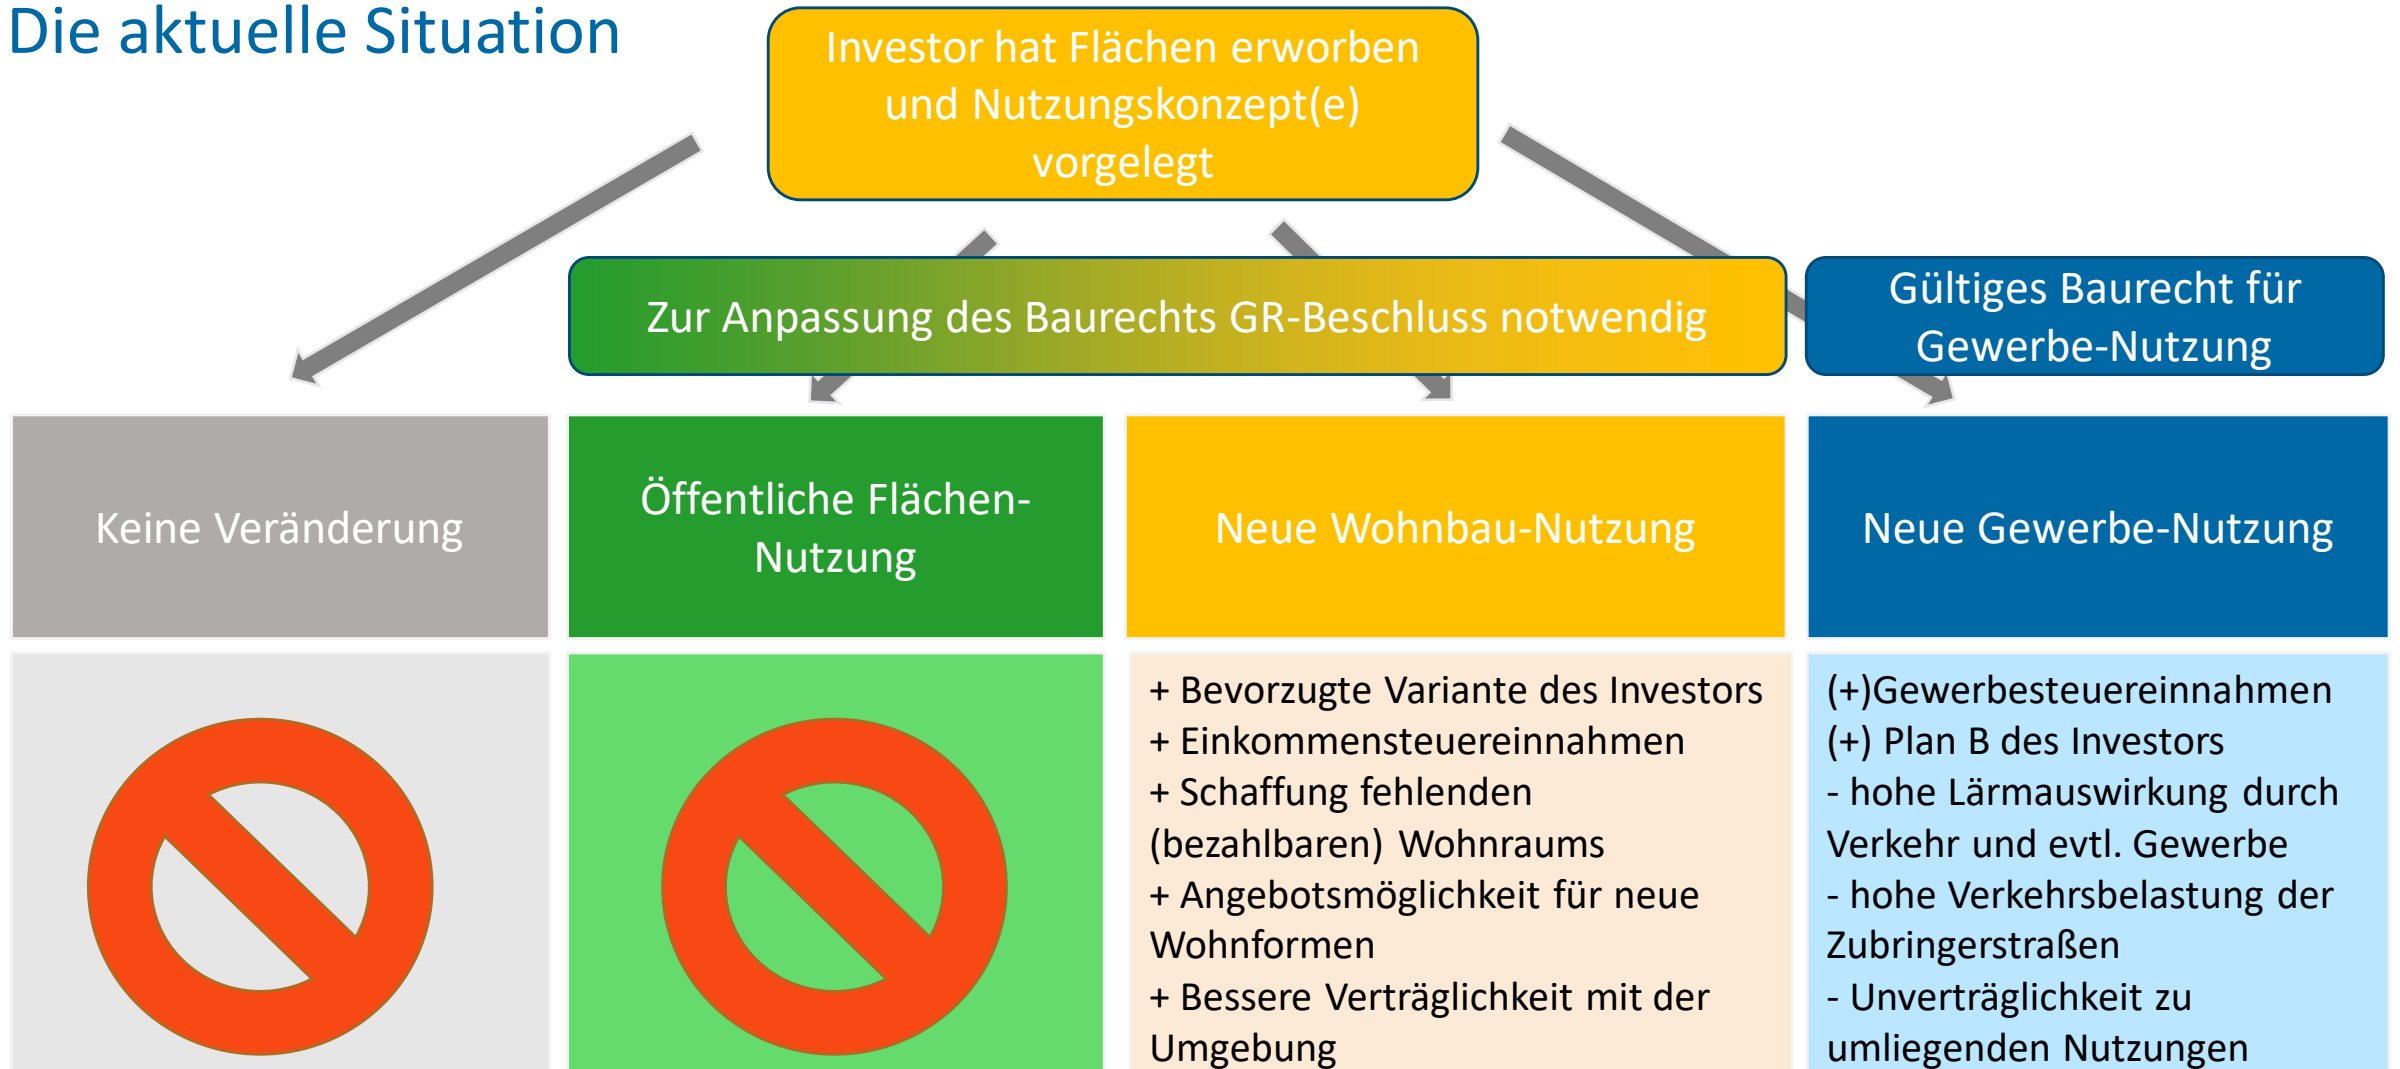 Die aktuelle Situation
Investor hat Flächen erworben
und Nutzungskonzept(e)
vorgelegt
Zur Anpassung des Baurechts GR-Beschluss notwendig
Gültiges Baurecht für
Gewerbe-Nutzung
Keine Veränderung
Öffentliche Flächen-
Nutzung
Neue Wohnbau-Nutzung
Neue Gewerbe-Nutzung
+ Bevorzugte Variante des Investors
+ Einkommensteuereinnahmen
+ Schaffung fehlenden
(bezahlbaren) Wohnraums
+ Angebotsmöglichkeit für neue
Wohnformen
+ Bessere Verträglichkeit mit der
Umgebung
(+)Gewerbesteuereinnahmen
(+) Plan B des Investors
- hohe Lärmauswirkung durch
Verkehr und evtl. Gewerbe
- hohe Verkehrsbelastung der
Zubringerstraßen
- Unverträglichkeit zu
umliegenden Nutzungen